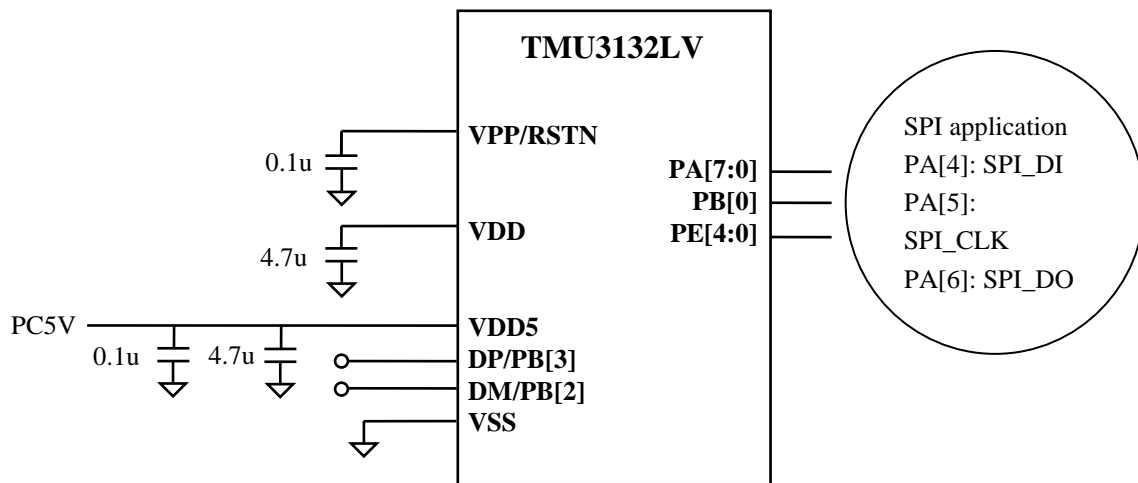 TMU3132LV
VPP/RSTN
0.1u
VDD
4.7u
PC5V
VDD5
0.1u
4.7u
DP/PB[3]
DM/PB[2]
VSS
PA[7:0]
PB[0]
PE[4:0]
SPI application
PA[4]: SPI_DI
PA[5]:
SPI_CLK
PA[6]: SPI_DO